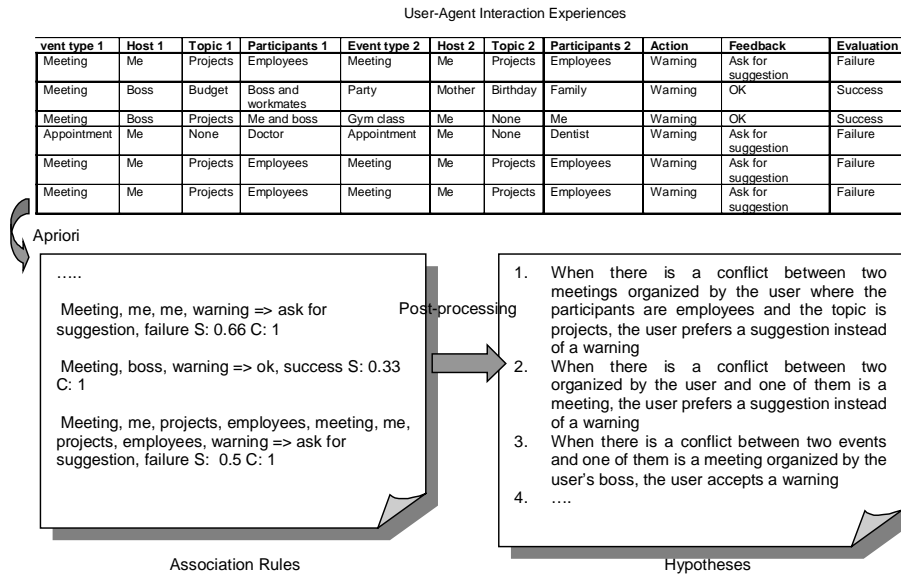 User-Agent Interaction Experiences
vent type 1 Host 1 Topic 1 Participants 1 Event type 2 Host 2 Topic 2 Participants 2 Action Feedback Evaluation
Meeting Me Projects Employees Meeting Me Projects Employees Warning Ask for suggestion Failure
Meeting Boss Budget Boss and workmates Party Mother Birthday Family Warning OK Success
Meeting Boss Projects Me and boss Gym class Me None Me Warning OK Success
Appointment Me None Doctor Appointment Me None Dentist Warning Ask for suggestion Failure
Meeting Me Projects Employees Meeting Me Projects Employees Warning Ask for suggestion Failure
Meeting Me Projects Employees Meeting Me Projects Employees Warning Ask for suggestion Failure
Apriori
.....
Meeting, me, me, warning => ask for
suggestion, failure S: 0.66 C: 1
Meeting, boss, warning => ok, success S: 0.33
C: 1
Meeting, me, projects, employees, meeting, me,
projects, employees, warning => ask for
suggestion, failure S: 0.5 C: 1
Association Rules
Post-processing
1. When there is a conflict between two
meetings organized by the user where the
participants are employees and the topic is
projects, the user prefers a suggestion instead
of a warning
2. When there is a conflict between two
organized by the user and one of them is a
meeting, the user prefers a suggestion instead
of a warning
3. When there is a conflict between two events
and one of them is a meeting organized by the
user's boss, the user accepts a warning
4. ....
Hypotheses